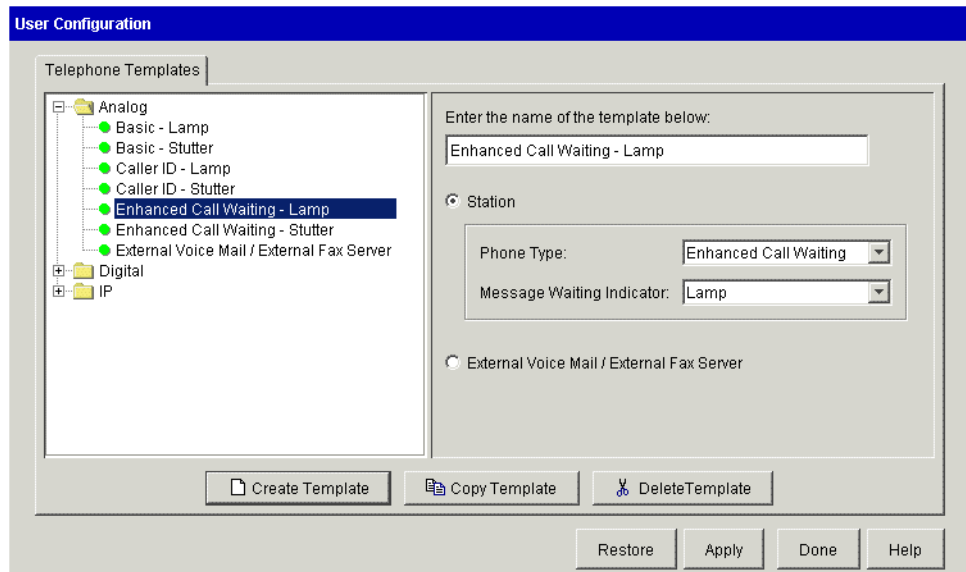 User Configuration
Telephone Templates
Analog
Basic - Lamp
Basic - Stutter
Caller ID - Lamp
Caller ID - Stutter
Enhanced Call Waiting - Lamp
Enhanced Call Waiting - Stutter
External Voice Mail / External Fax Server
Digital
IP
Enter the name of the template below:
Enhanced Call Waiting - Lamp
Station
Phone Type: Enhanced Call Waiting
Message Waiting Indicator: Lamp
External Voice Mail / External Fax Server
Create Template Copy Template DeleteTemplate
Restore Apply Done Help